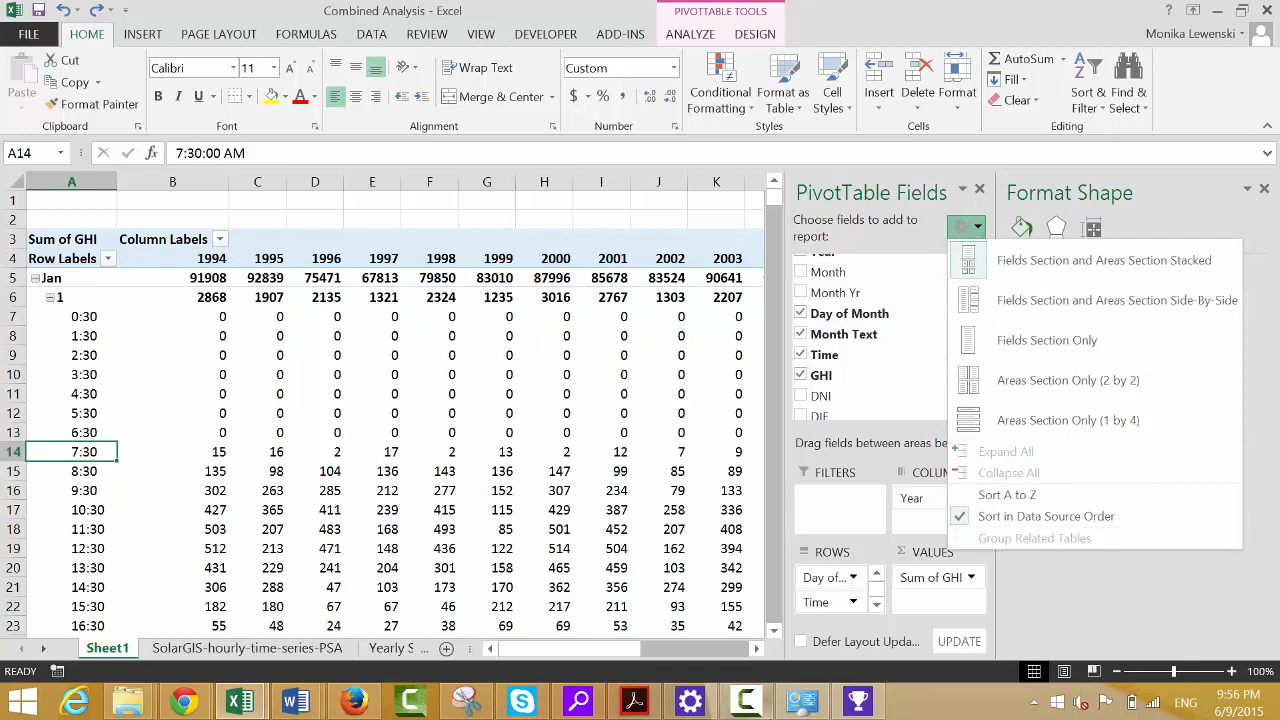 Combined Analysis - Excel
PIVOTTABLE TOOLS
FILE HOME INSERT PAGE LAYOUT FORMULAS DATA REVIEW VIEW DEVELOPER ADD-INS ANALYZE DESIGN Monika Lewenski
Paste Cut Copy Format Painter
Calibri 11
B I U A
Wrap Text
Merge & Center
Custom
$ % ,
Conditional Formatting Format as Table Cell Styles
Insert Delete Format
AutoSum Fill Clear
Sort & Filter Find & Select
Clipboard Font Alignment Number Styles Cells Editing
A14 fx 7:30:00 AM
A B C D E F G H I J K
1
2
3 Sum of GHI Column Labels
4 Row Labels 1994 1995 1996 1997 1998 1999 2000 2001 2002 2003
5 Jan 91908 92839 75471 67813 79850 83010 87996 85678 83524 90641
6 1 2868 1907 2135 1321 2324 1235 3016 2767 1303 2207
7 0:30 0 0 0 0 0 0 0 0 0 0
8 1:30 0 0 0 0 0 0 0 0 0 0
9 2:30 0 0 0 0 0 0 0 0 0 0
10 3:30 0 0 0 0 0 0 0 0 0 0
11 4:30 0 0 0 0 0 0 0 0 0 0
12 5:30 0 0 0 0 0 0 0 0 0 0
13 6:30 0 0 0 0 0 0 0 0 0 0
14 7:30 15 16 2 17 2 13 2 12 7 9
15 8:30 135 98 104 136 143 99 136 147 85 89
16 9:30 302 263 285 212 277 152 307 234 79 133
17 10:30 427 365 411 239 415 115 429 387 258 336
18 11:30 503 207 483 168 493 85 501 452 207 408
19 12:30 512 213 471 148 436 122 514 504 162 394
20 13:30 431 229 241 204 301 158 465 459 103 342
21 14:30 306 288 47 103 173 170 362 356 274 299
22 15:30 182 180 67 67 46 212 217 211 93 155
23 16:30 55 48 24 27 38 69 69 53 35 42
PivotTable Fields
Choose fields to add to
report:
Year
Month
Month Yr
Day of Month
Month Text
Time
GHI
DNI
DIF
Drag fields between areas be
FILTERS COLUM
Year
ROWS Σ VALUES
Day of... Sum of GHI
Time
Defer Layout Upda... UPDATE
Format Shape
Fields Section and Areas Section Stacked
Fields Section and Areas Section Side-By-Side
Fields Section Only
Areas Section Only (2 by 2)
Areas Section Only (1 by 4)
Expand All
Collapse All
Sort A to Z
Sort in Data Source Order
Group Related Tables
Sheet1 SolarGIS-hourly-time-series-PSA Yearly S ...
READY 100%
ENG 9:56 PM
6/9/2015